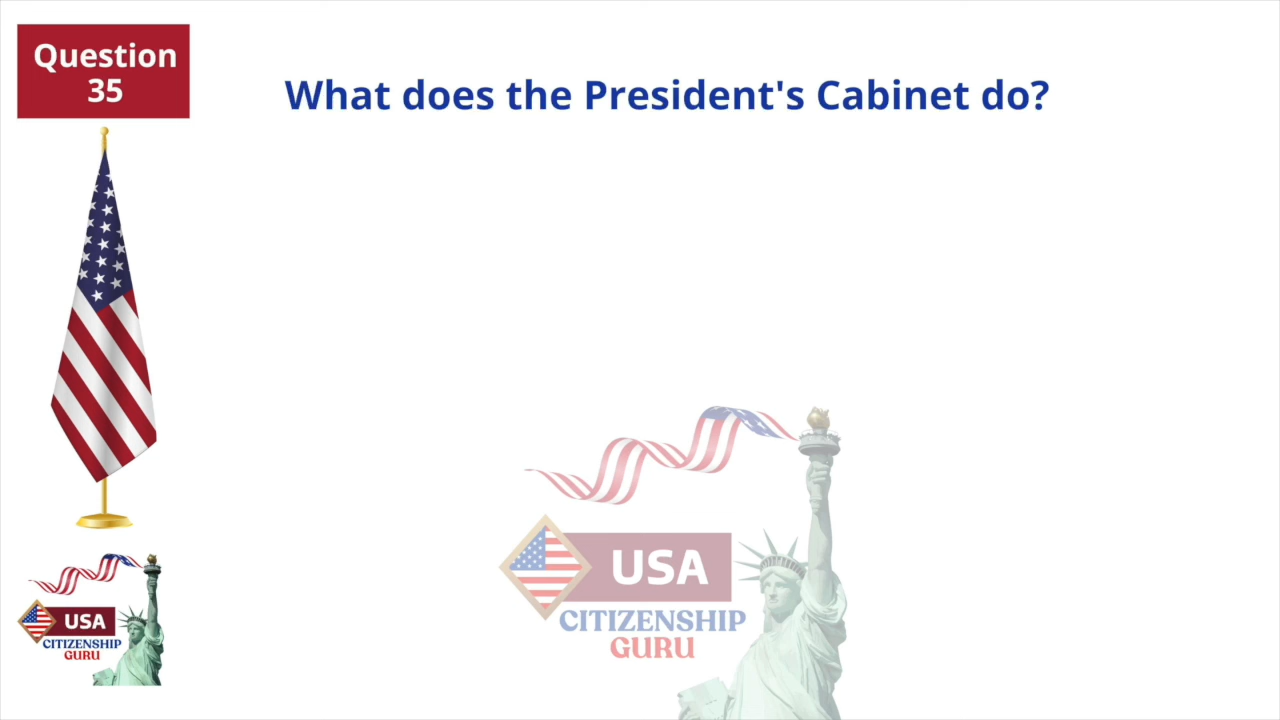 Question
35
What does the President's Cabinet do?
USA
CITIZENSHIP
GURU
USA
CITIZENSHIP
GURU